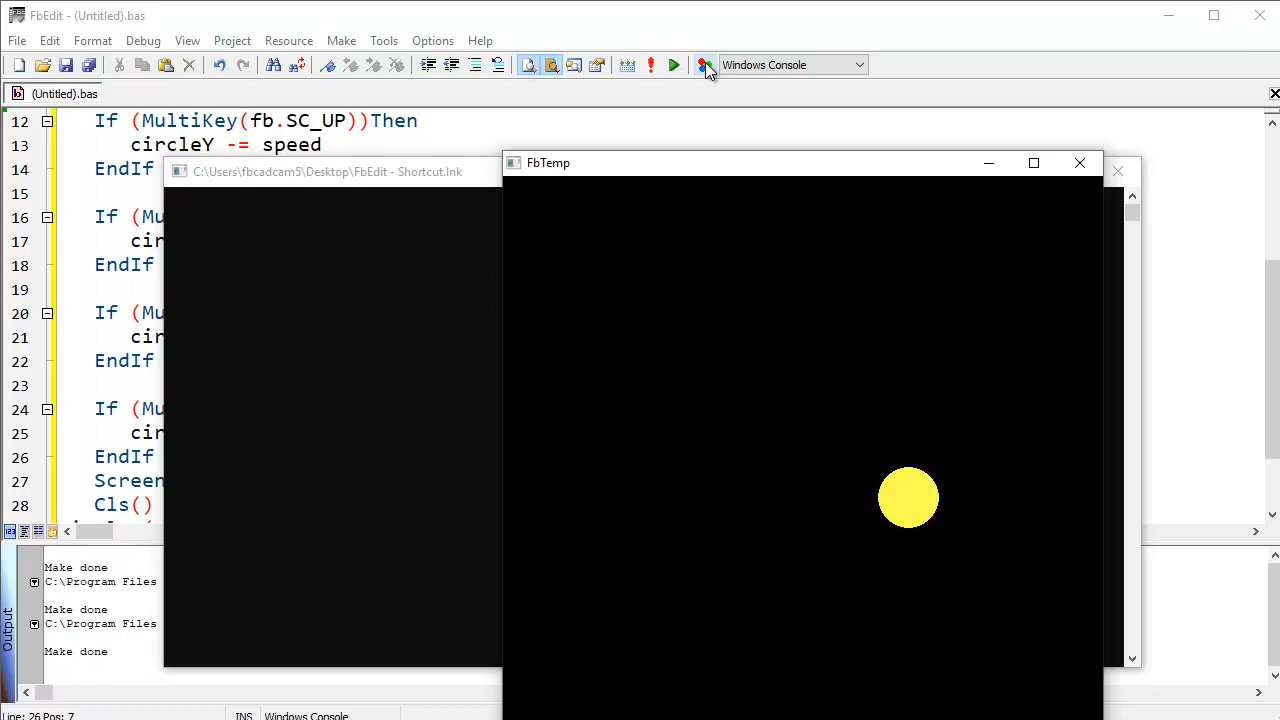 FbEdit - (Untitled).bas
File Edit Format Debug View Project Resource Make Tools Options Help
Windows Console
(Untitled).bas
12 If (MultiKey(fb.SC_UP))Then
13 circleY -= speed
14 EndIf
15
16 If (Mu
17 cir
18 EndIf
19
20 If (Mu
21 cir
22 EndIf
23
24 If (Mu
25 cir
26 EndIf
27 Screen
28 Cls()
C:\Users\fbcadcam5\Desktop\FbEdit - Shortcut.lnk
FbTemp
Output
Make done
C:\Program Files
Make done
C:\Program Files
Make done
Line: 26 Pos: 7 INS Windows Console